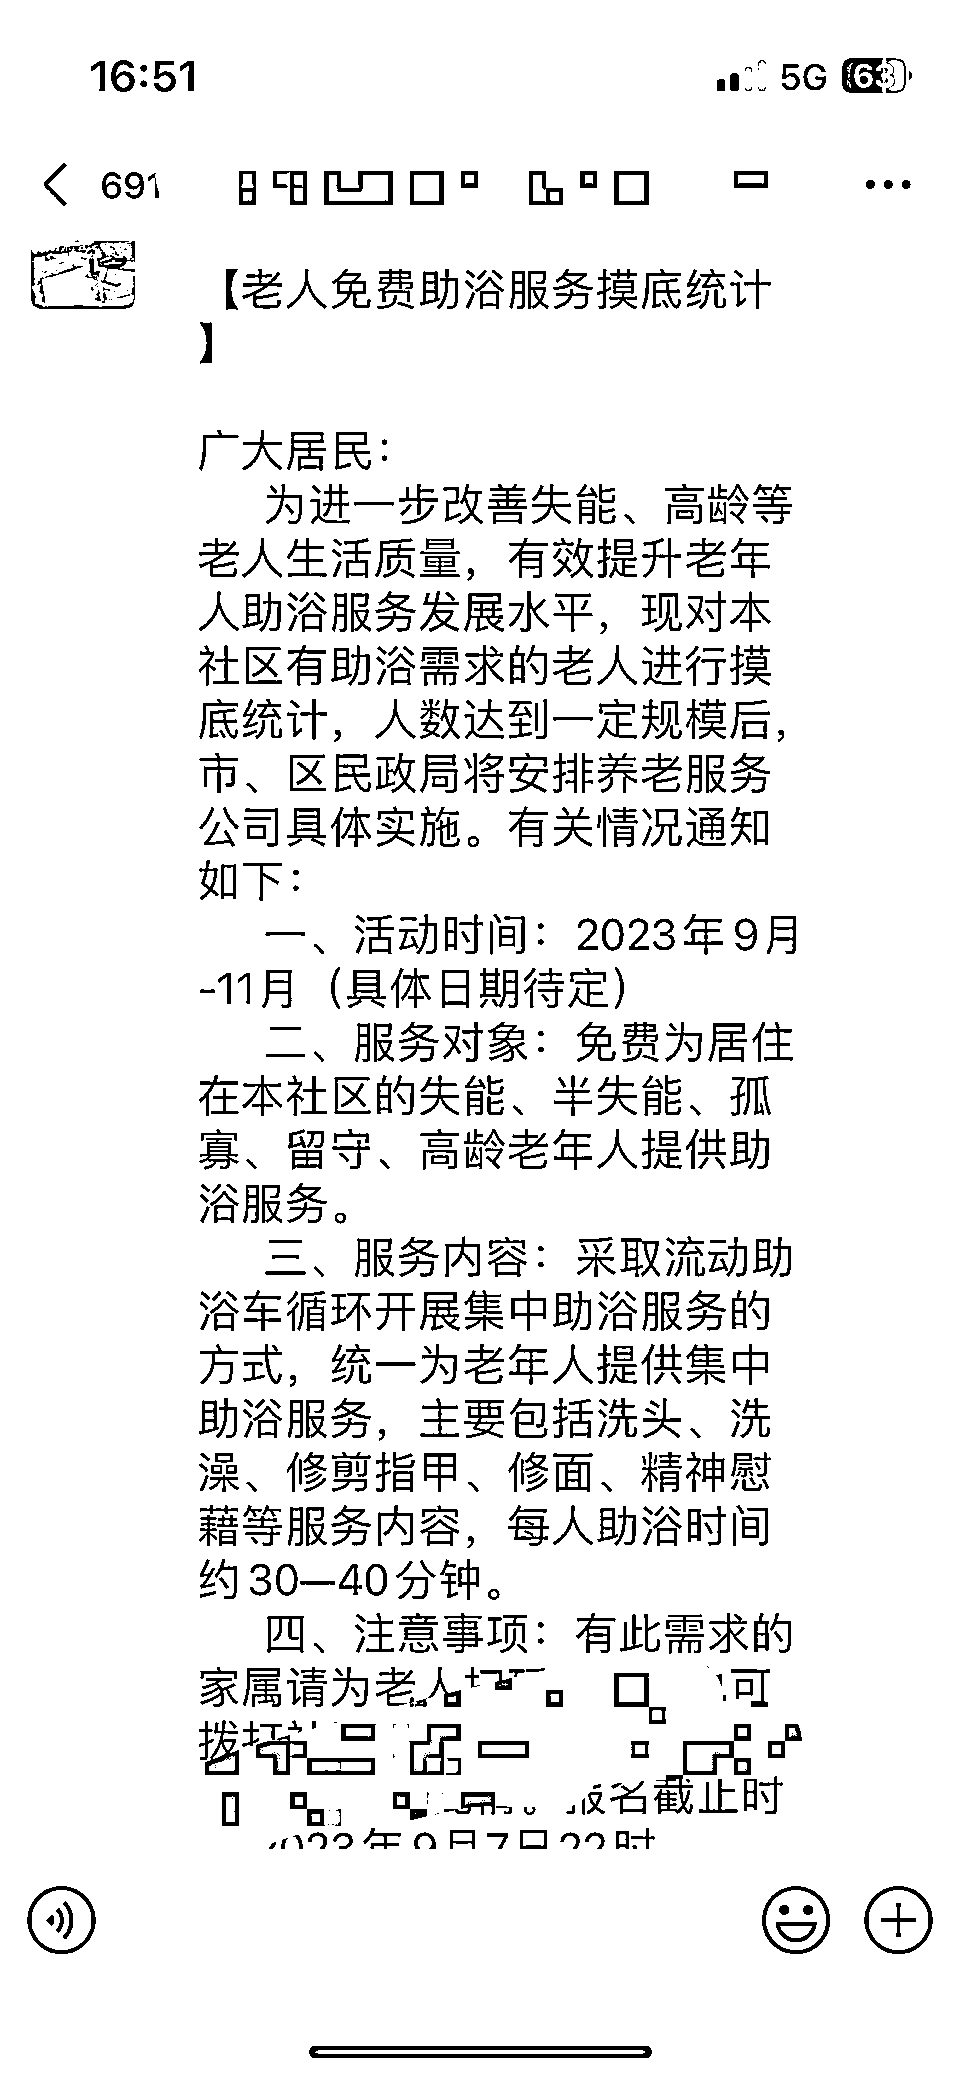 16:51
5G 63
691
【老人免费助浴服务摸底统计
】
广大居民：
为进一步改善失能、高龄等
老人生活质量，有效提升老年
人助浴服务发展水平，现对本
社区有助浴需求的老人进行摸
底统计，人数达到一定规模后，
市、区民政局将安排养老服务
公司具体实施。有关情况通知
如下：
一、活动时间：2023年9月
-11月（具体日期待定）
二、服务对象：免费为居住
在本社区的失能、半失能、孤
寡、留守、高龄老年人提供助
浴服务。
三、服务内容：采取流动助
浴车循环开展集中助浴服务的
方式，统一为老年人提供集中
助浴服务，主要包括洗头、洗
澡、修剪指甲、修面、精神慰
藉等服务内容，每人助浴时间
约30—40分钟。
四、注意事项：有此需求的
家属请为老人 可
拨打
报名截止时
2023年9月7日22时